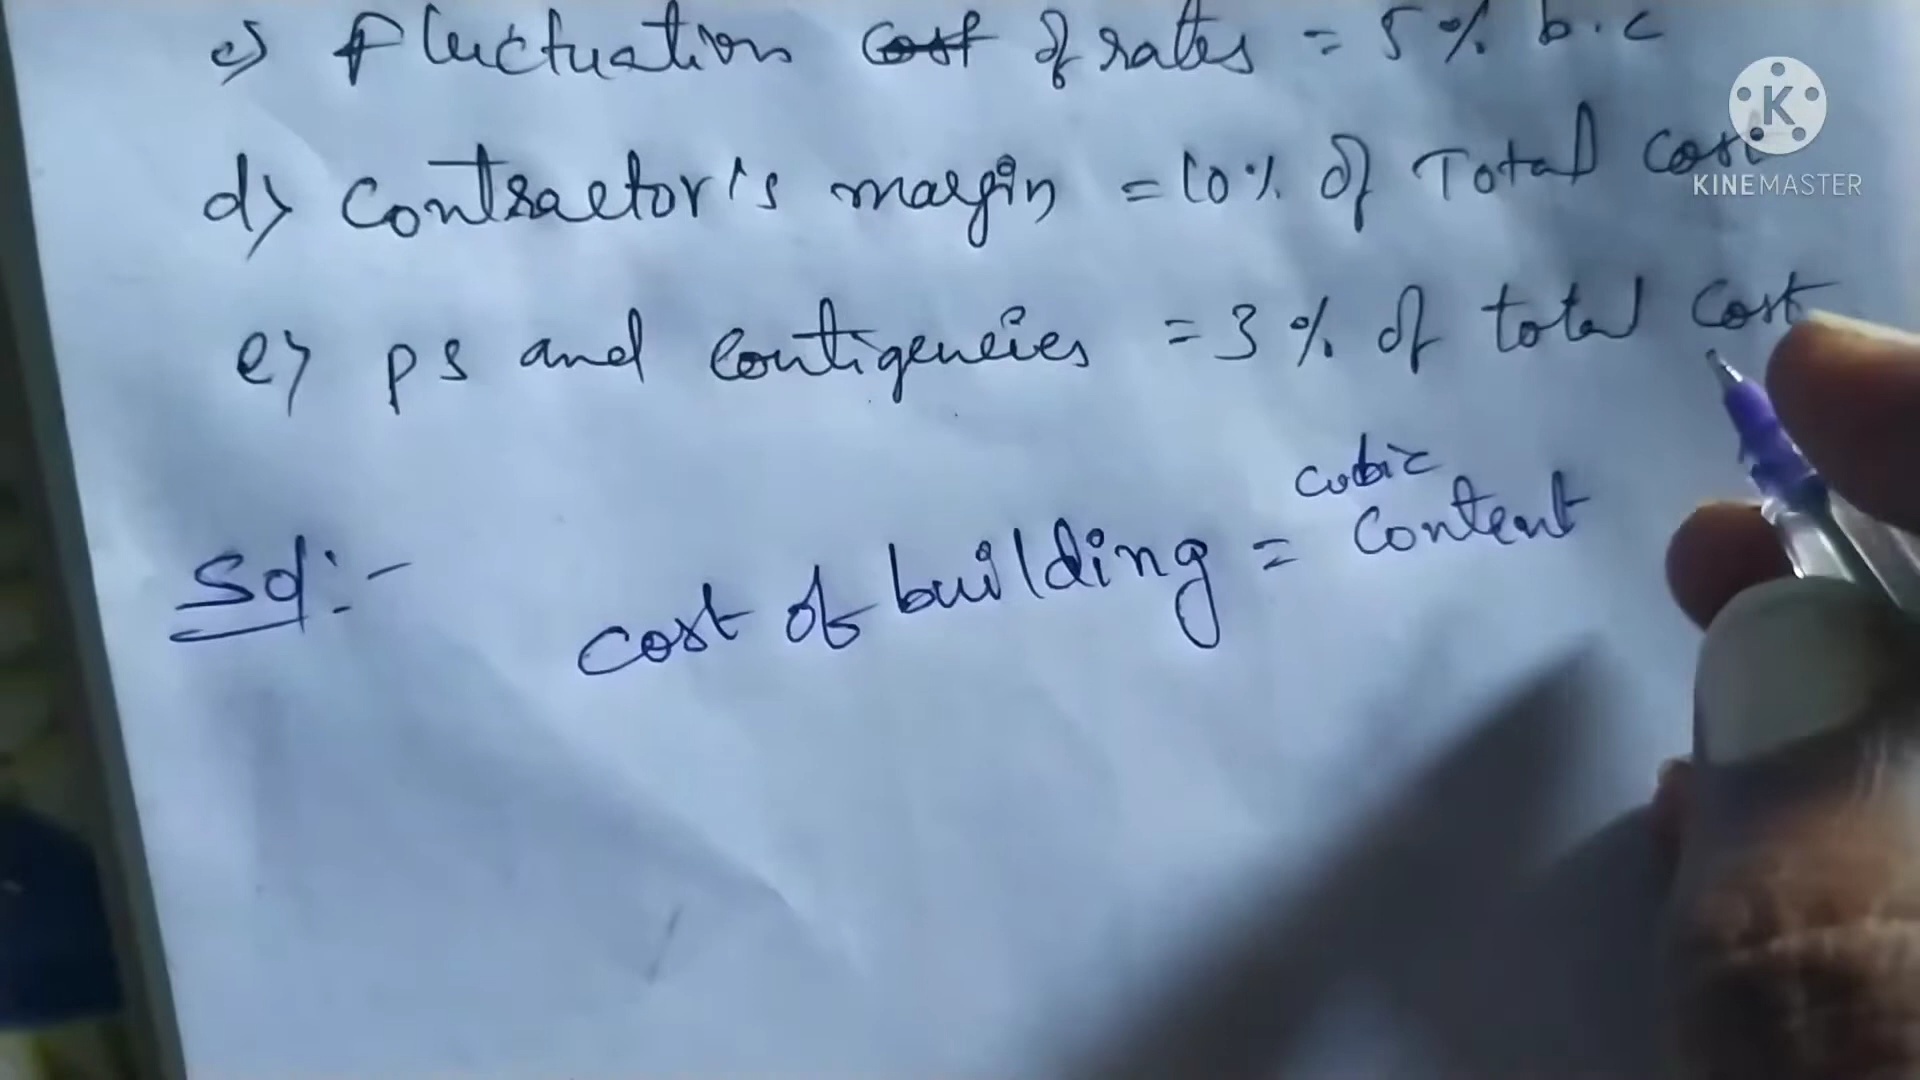 c) Fluctuation cost of rates = 5% b.c
d) Contractor's margin = 10% of Total Cost
e) ps and contigencies = 3% of total cost
Sol:- cost of building = cubic content
K
KINEMASTER